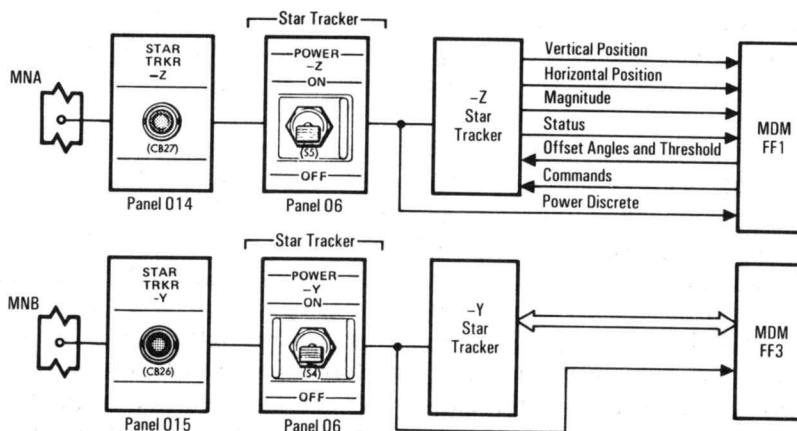 Star Tracker
MNA
STAR
TRKR
–Z
(CB27)
Panel O14
POWER
–Z
ON
(S5)
OFF
Panel O6
–Z
Star
Tracker
Vertical Position
Horizontal Position
Magnitude
Status
Offset Angles and Threshold
Commands
Power Discrete
MDM
FF1
Star Tracker
MNB
STAR
TRKR
-Y
(CB26)
Panel O15
POWER
–Y
ON
(S4)
OFF
Panel O6
–Y
Star
Tracker
MDM
FF3